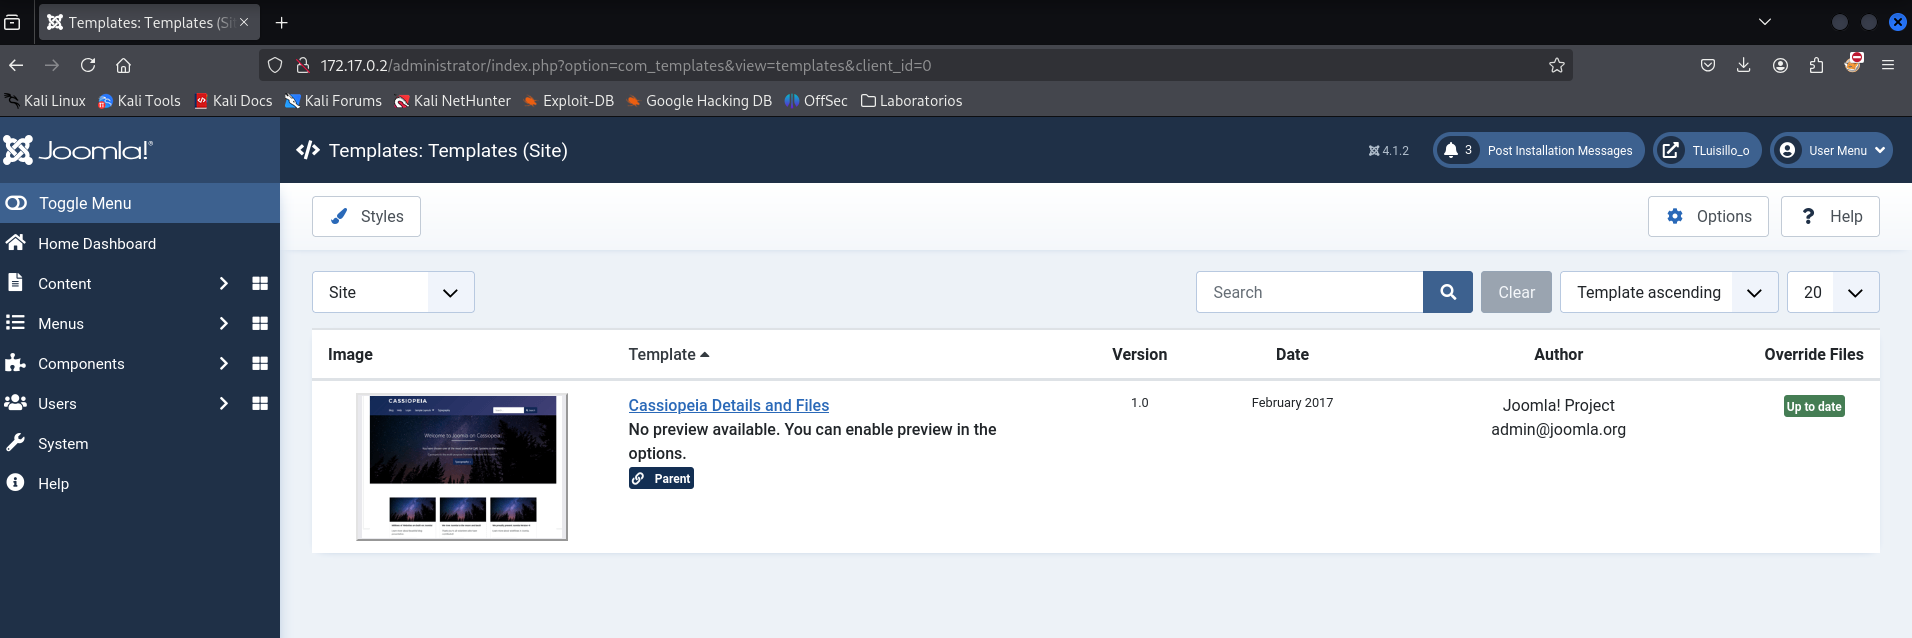 Templates: Templates (Si
172.17.0.2/administrator/index.php?option=com_templates&view=templates&client_id=0
Kali Linux Kali Tools Kali Docs Kali Forums Kali NetHunter Exploit-DB Google Hacking DB OffSec Laboratorios
Joomla!
Templates: Templates (Site)
4.1.2
3 Post Installation Messages
TLuisillo_o
User Menu
Toggle Menu
Home Dashboard
Content
Menus
Components
Users
System
Help
Styles
Options
Help
Site
Search
Clear
Template ascending
20
Image Template Version Date Author Override Files
CASSIOPEIA
Welcome to Joomla on Cassiopeia!
Cassiopeia Details and Files
No preview available. You can enable preview in the
options.
Parent
1.0
February 2017
Joomla! Project
admin@joomla.org
Up to date